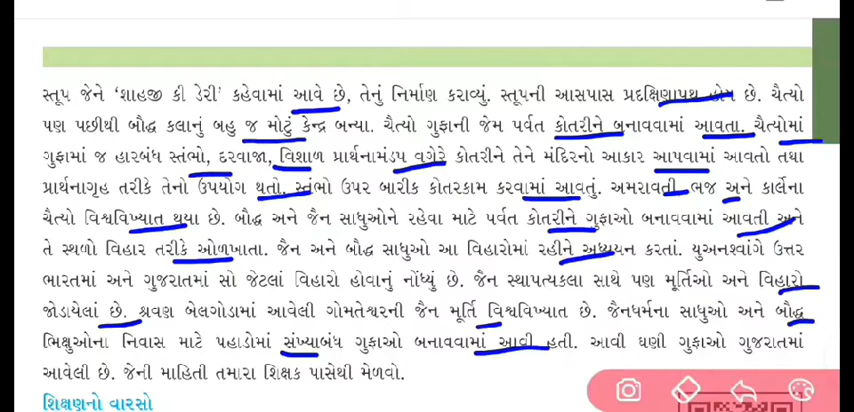 સ્તૂપ જેને ‘શાહજી કી ડેરી’ કહેવામાં આવે છે, તેનું નિર્માણ કરાવ્યું. સ્તૂપની આસપાસ પ્રદક્ષિણાપથ હોય છે. ચૈત્યો
પણ પછીથી બૌદ્ધ કલાનું બહુ જ મોટું કેન્દ્ર બન્યા. ચૈત્યો ગુફાની જેમ પર્વત કોતરીને બનાવવામાં આવતા. ચૈત્યોમાં
ગુફામાં જ હારબંધ સ્તંભો, દરવાજા, વિશાળ પ્રાર્થનામંડપ વગેરે કોતરીને તેને મંદિરનો આકાર આપવામાં આવતો તથા
પ્રાર્થનાગૃહ તરીકે તેનો ઉપયોગ થતો. સ્તંભો ઉપર બારીક કોતરકામ કરવામાં આવતું. અમરાવતી ભજ અને કાર્લેના
ચૈત્યો વિશ્વવિખ્યાત થયા છે. બૌદ્ધ અને જૈન સાધુઓને રહેવા માટે પર્વત કોતરીને ગુફાઓ બનાવવામાં આવતી અને
તે સ્થળો વિહાર તરીકે ઓળખાતા. જૈન અને બૌદ્ધ સાધુઓ આ વિહારોમાં રહીને અધ્યયન કરતાં. યુઅનશ્વાંગે ઉત્તર
ભારતમાં અને ગુજરાતમાં સો જેટલાં વિહારો હોવાનું નોંધ્યું છે. જૈન સ્થાપત્યકલા સાથે પણ મૂર્તિઓ અને વિહારો
જોડાયેલાં છે. શ્રવણ બેલગોડામાં આવેલી ગોમતેશ્વરની જૈન મૂર્તિ વિશ્વવિખ્યાત છે. જૈનધર્મના સાધુઓ અને બૌદ્ધ
ભિક્ષુઓના નિવાસ માટે પહાડોમાં સંખ્યાબંધ ગુફાઓ બનાવવામાં આવી હતી. આવી ઘણી ગુફાઓ ગુજરાતમાં
આવેલી છે. જેની માહિતી તમારા શિક્ષક પાસેથી મેળવો.
શિક્ષણનો વારસો